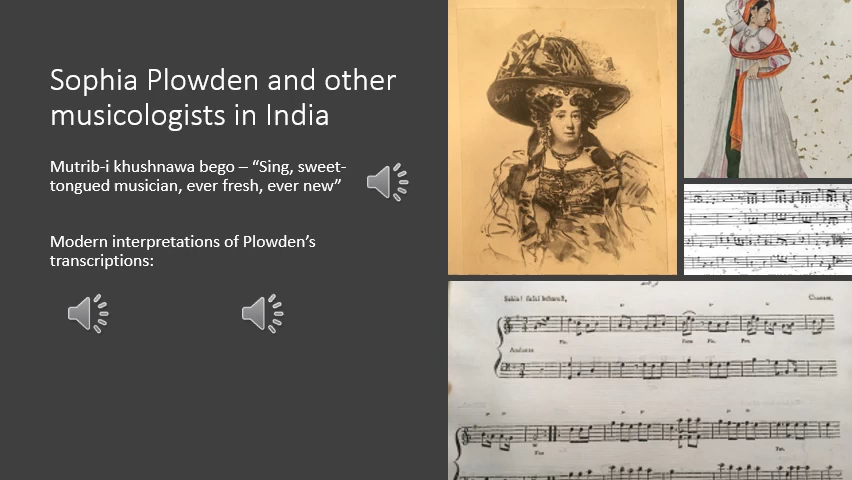 Sophia Plowden and other
musicologists in India
Mutrib-i khushnawa bego – “Sing, sweet-
tongued musician, ever fresh, ever new”
Modern interpretations of Plowden’s
transcriptions:
Andante